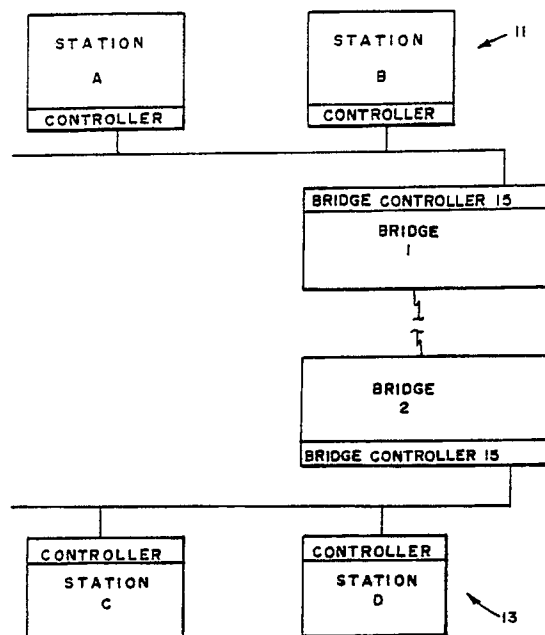 STATION
A
CONTROLLER
STATION
B
CONTROLLER
11
BRIDGE CONTROLLER 15
BRIDGE
1
BRIDGE
2
BRIDGE CONTROLLER 15
CONTROLLER
STATION
C
CONTROLLER
STATION
D
13